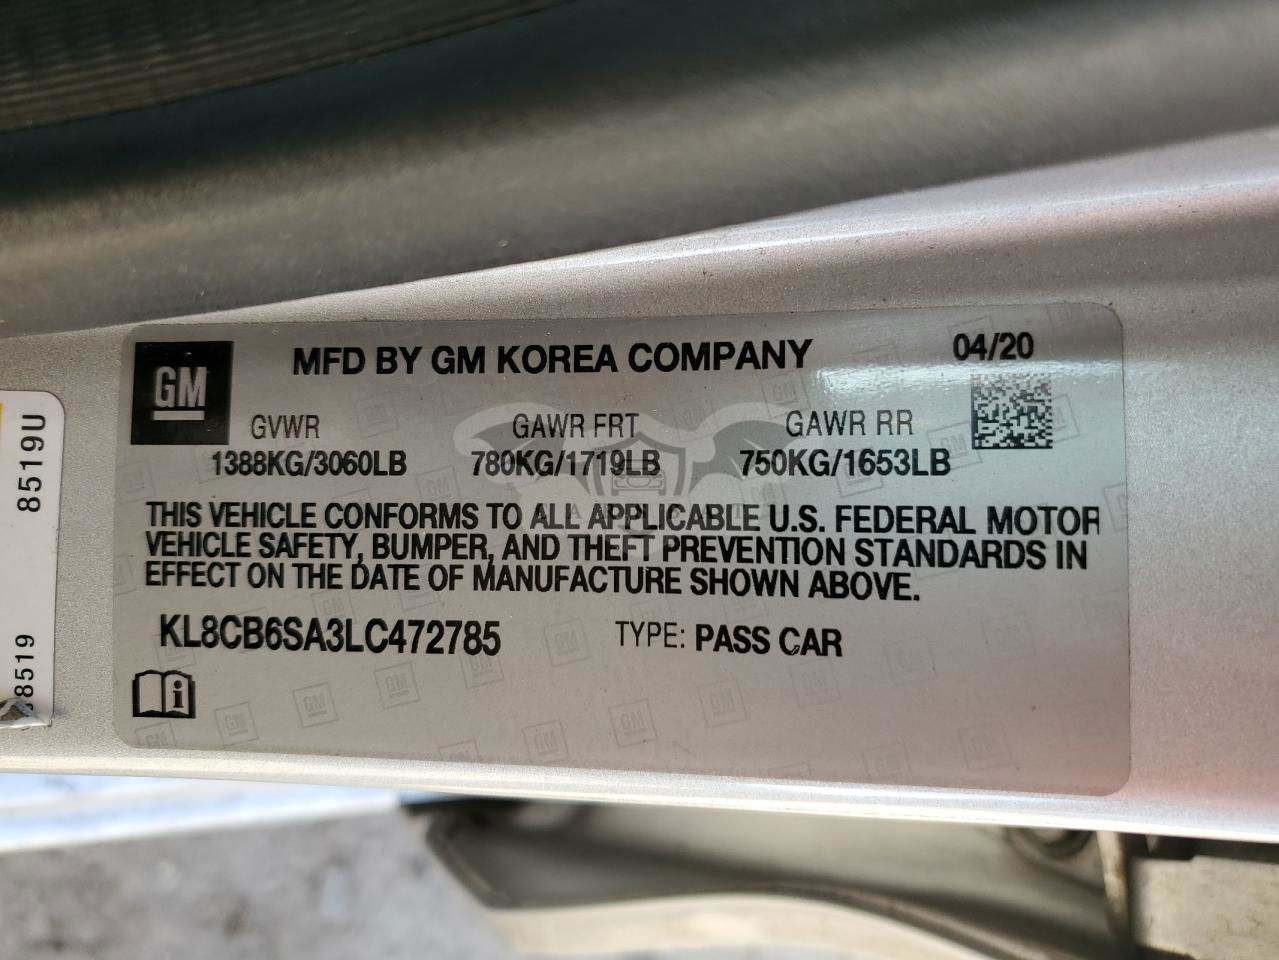 GM
MFD BY GM KOREA COMPANY
04/20
GVWR GAWR FRT GAWR RR
1388KG/3060LB 780KG/1719LB 750KG/1653LB
THIS VEHICLE CONFORMS TO ALL APPLICABLE U.S. FEDERAL MOTOR
VEHICLE SAFETY, BUMPER, AND THEFT PREVENTION STANDARDS IN
EFFECT ON THE DATE OF MANUFACTURE SHOWN ABOVE.
KL8CB6SA3LC472785 TYPE: PASS CAR
8519U
8519